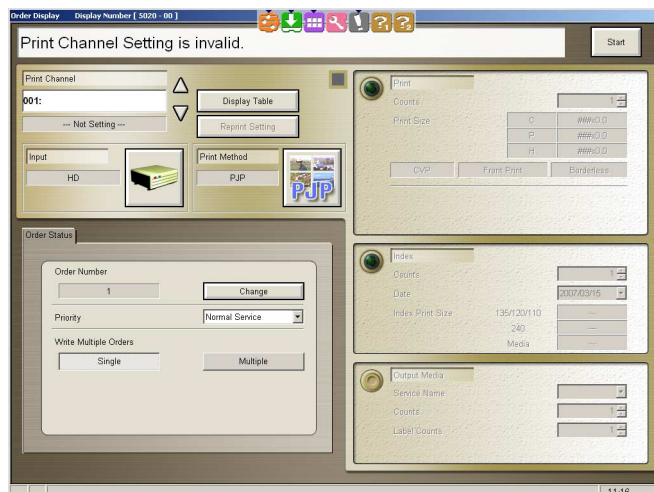 Order Display Display Number [ 5020 - 00 ]
Print Channel Setting is invalid.
Start
Print Channel
001:
--- Not Setting ---
Display Table
Reprint Setting
Input
HD
Print Method
PJP
PJP
Order Status
Order Number
1
Change
Priority
Normal Service
Write Multiple Orders
Single
Multiple
Print
Counts
1
Print Size
C
###x0.0
P
###x0.0
H
###x0.0
CVP
Front Print
Borderless
Index
Counts
1
Date
2007/03/15
Index Print Size
135/120/110
---
240
---
Media
---
Output Media
Service Name
Counts
1
Label Counts
1
11:16